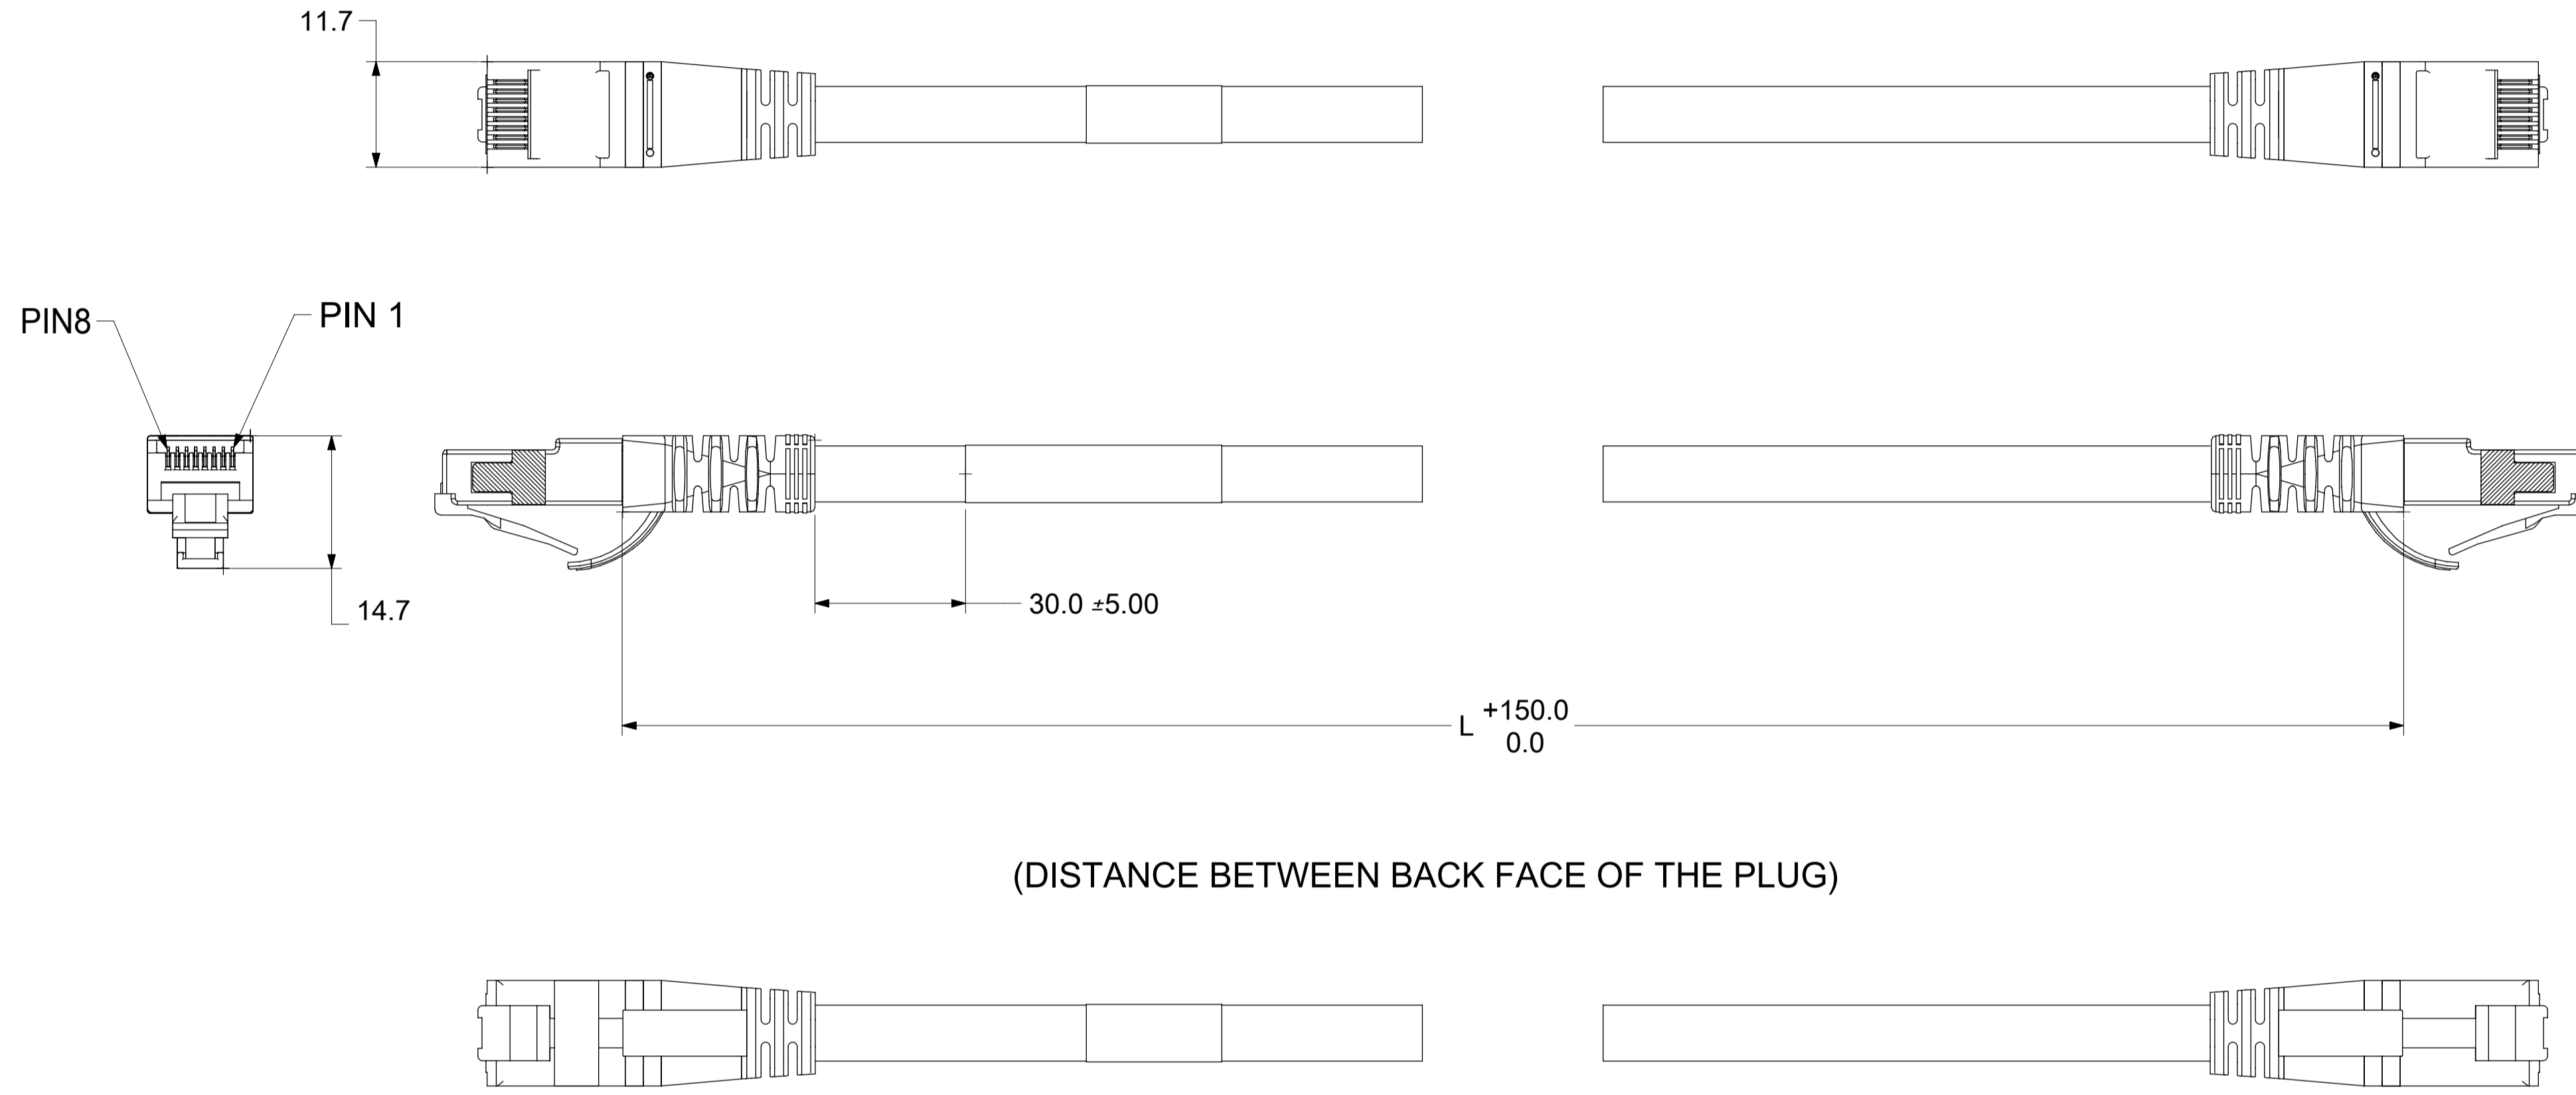 11.7
PIN8
PIN 1
14.7
30.0 ±5.00
L +150.0
0.0
(DISTANCE BETWEEN BACK FACE OF THE PLUG)